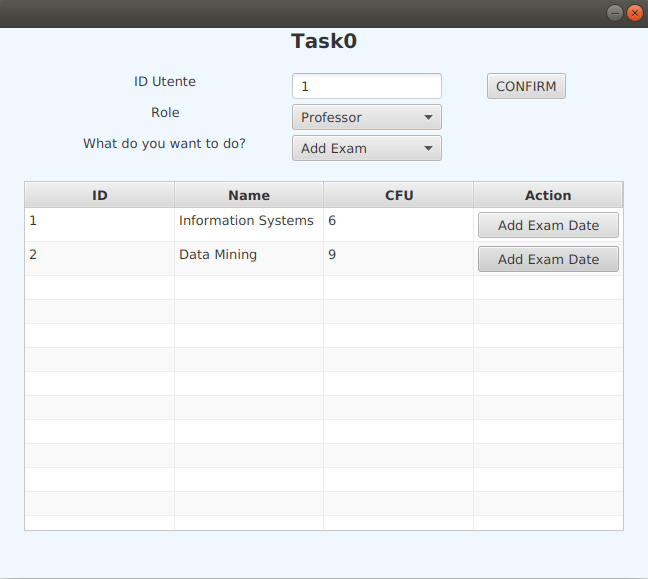 Task0
ID Utente 1 CONFIRM
Role Professor
What do you want to do? Add Exam
ID Name CFU Action
1 Information Systems 6 Add Exam Date
2 Data Mining 9 Add Exam Date